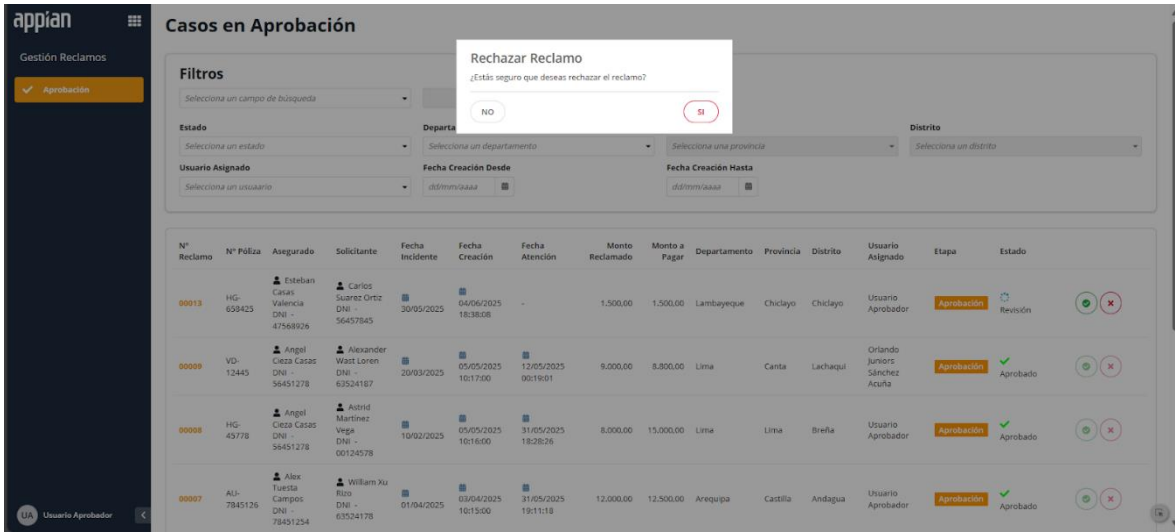 appian
Gestión Reclamos
Aprobación
Casos en Aprobación
Rechazar Reclamo
¿Estás seguro que deseas rechazar el reclamo?
NO
SI
Filtros
Selecciona un campo de búsqueda
Estado
Departa
Distrito
Selecciona un estado
Selecciona un departamento
Selecciona una provincia
Selecciona un distrito
Usuario Asignado
Fecha Creación Desde
Fecha Creación Hasta
Selecciona un usuaario
dd/mm/aaaa
dd/mm/aaaa
N° Reclamo N° Póliza Asegurado Solicitante Fecha Incidente Fecha Creación Fecha Atención Monto Reclamado Monto a Pagar Departamento Provincia Distrito Usuario Asignado Etapa Estado
00013 HG-658425 Esteban Casas Valencia DNI - 47568926 Carlos Suarez Ortiz DNI - 56457845 30/05/2025 04/06/2025 18:38:08 - 1.500,00 1.500,00 Lambayeque Chiclayo Chiclayo Usuario Aprobador Aprobación Revisión
00009 VD-12445 Angel Cieza Casas DNI - 56451278 Alexander Wast Loren DNI - 63524187 20/03/2025 05/05/2025 10:17:00 12/05/2025 00:19:01 9.000,00 8.800,00 Lima Canta Lachaqui Orlando Juniors Sánchez Acuña Aprobación Aprobado
00008 HG-45778 Angel Cieza Casas DNI - 56451278 Astrid Martinez Vega DNI - 00124578 10/02/2025 05/05/2025 10:16:00 31/05/2025 18:28:26 8.000,00 15.000,00 Lima Lima Breña Usuario Aprobador Aprobación Aprobado
00007 AU-7845126 Alex Tuesta Campos DNI - 78451254 William Xu Rizo DNI - 63524178 01/04/2025 03/04/2025 10:15:00 31/05/2025 19:11:18 12.000,00 12.500,00 Arequipa Castilla Andagua Usuario Aprobador Aprobación Aprobado
UA Usuario Aprobador